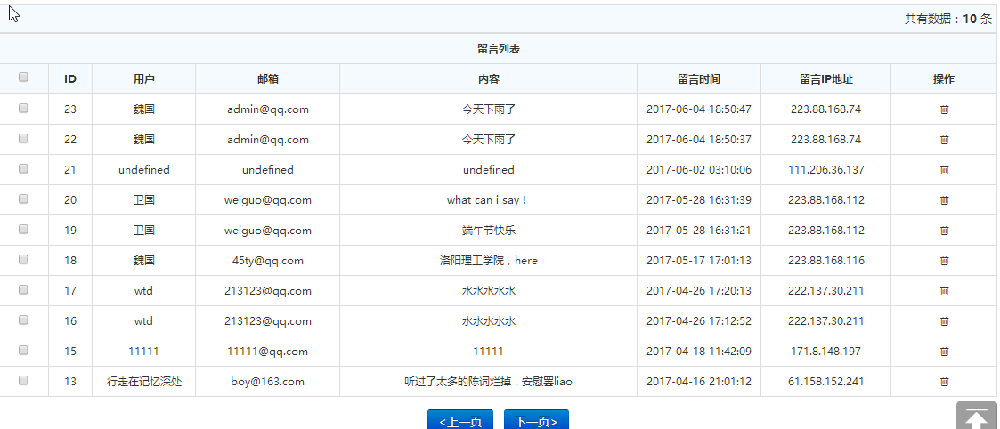 共有数据：10 条
留言列表
ID 用户 邮箱 内容 留言时间 留言IP地址 操作
23 魏国 admin@qq.com 今天下雨了 2017-06-04 18:50:47 223.88.168.74
22 魏国 admin@qq.com 今天下雨了 2017-06-04 18:50:37 223.88.168.74
21 undefined undefined undefined 2017-06-02 03:10:06 111.206.36.137
20 卫国 weiguo@qq.com what can i say！ 2017-05-28 16:31:39 223.88.168.112
19 卫国 weiguo@qq.com 端午节快乐 2017-05-28 16:31:21 223.88.168.112
18 魏国 45ty@qq.com 洛阳理工学院，here 2017-05-17 17:01:13 223.88.168.116
17 wtd 213123@qq.com 水水水水水 2017-04-26 17:20:13 222.137.30.211
16 wtd 213123@qq.com 水水水水水 2017-04-26 17:12:52 222.137.30.211
15 11111 11111@qq.com 11111 2017-04-18 11:42:09 171.8.148.197
13 行走在记忆深处 boy@163.com 听过了太多的陈词烂掉，安慰罢liao 2017-04-16 21:01:12 61.158.152.241
<上一页 下一页>